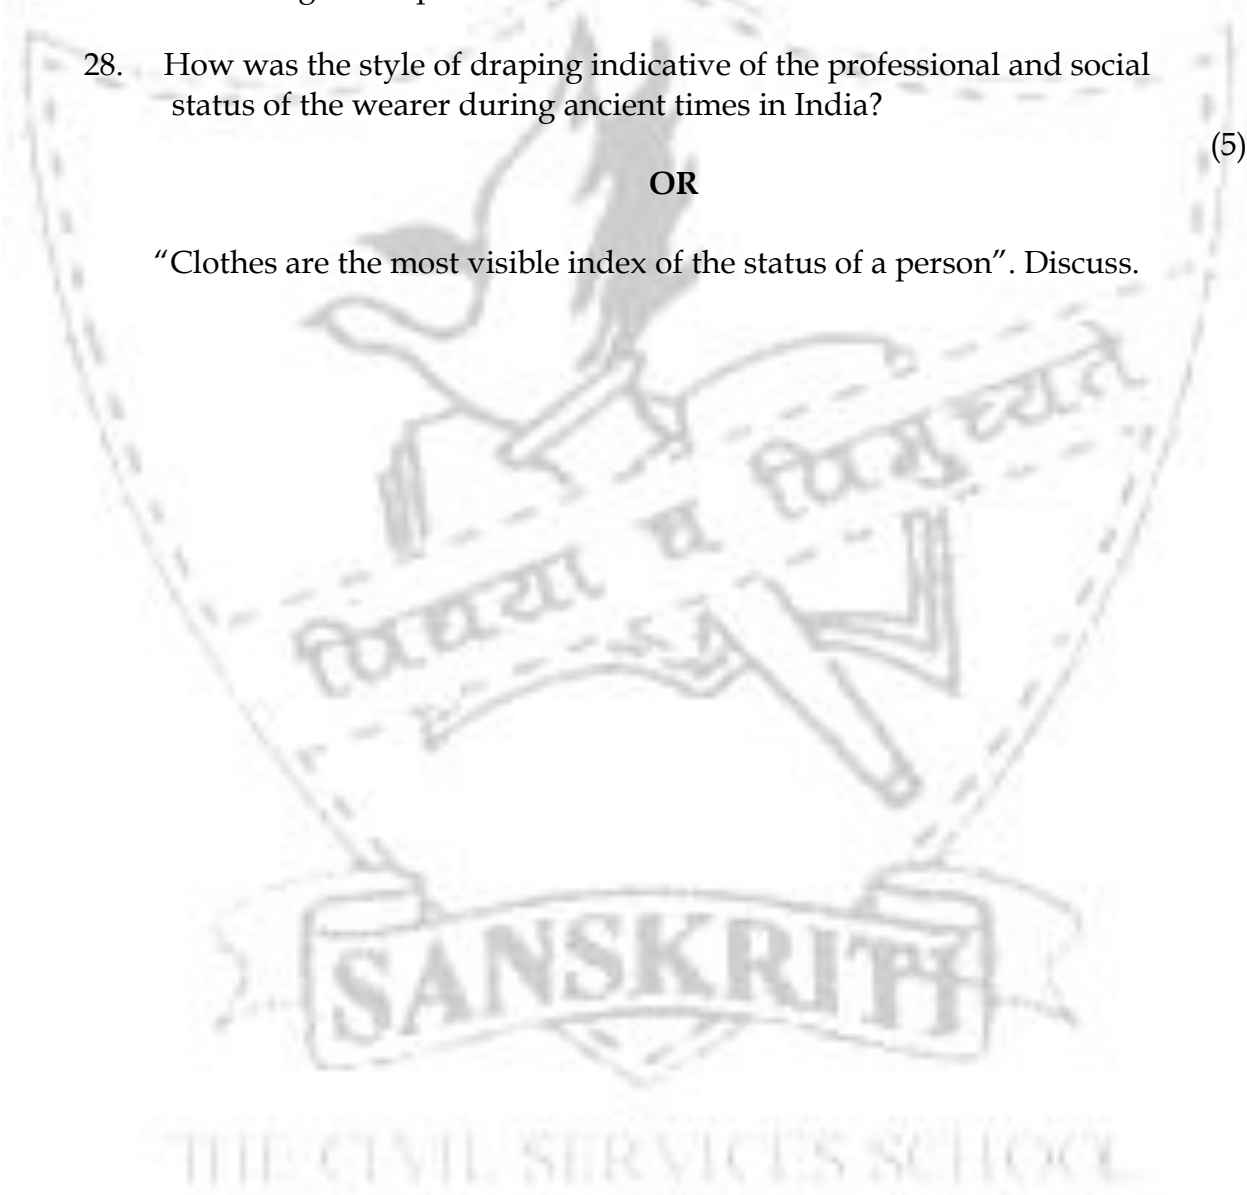 28. How was the style of draping indicative of the professional and social
status of the wearer during ancient times in India?
(5)
OR
“Clothes are the most visible index of the status of a person”. Discuss.
विद्यया च विमुच्यते
SANSKRITI
THE CIVIL SERVICES SCHOOL